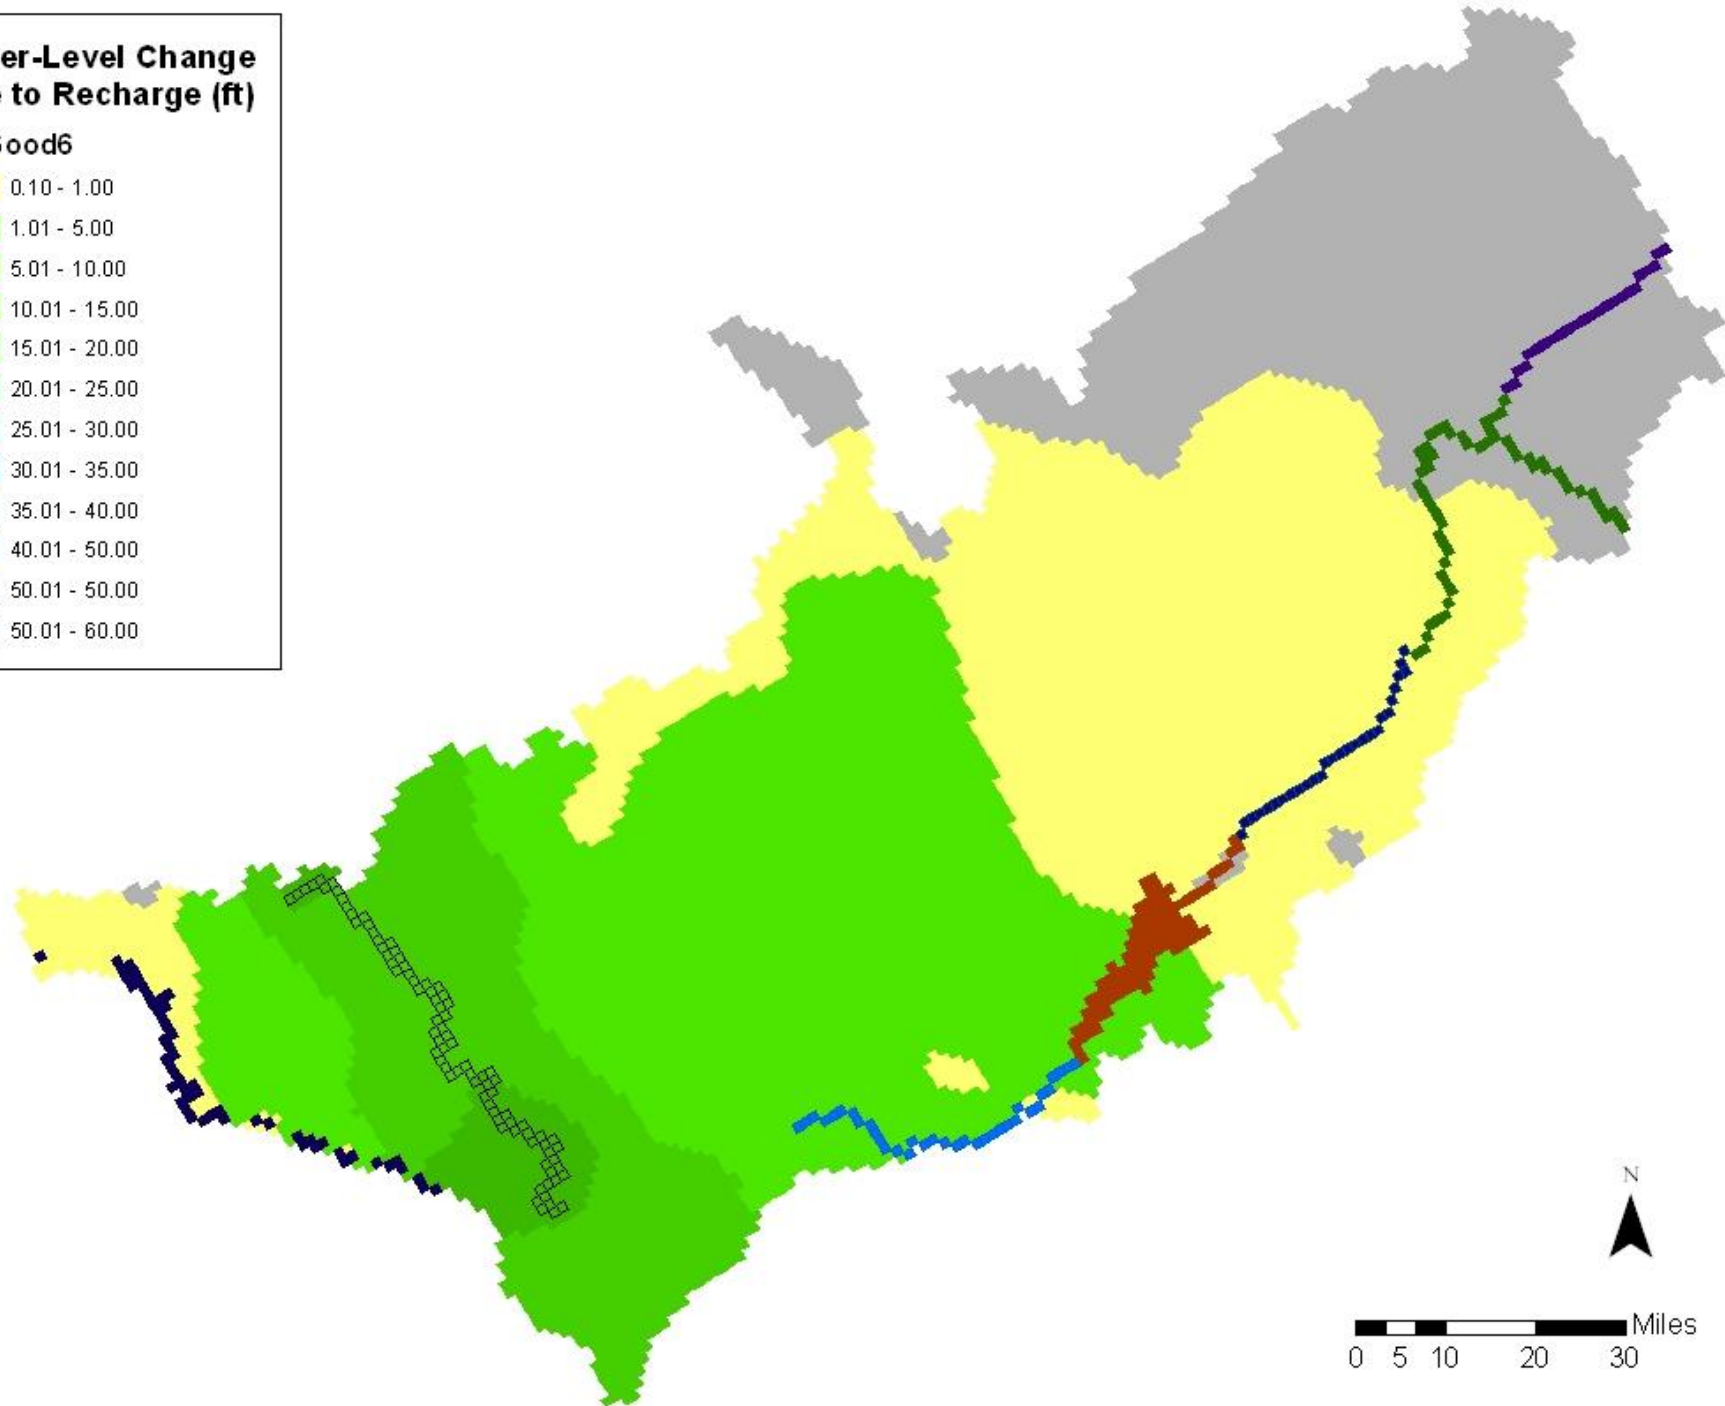 er-Level Change
to Recharge (ft)
ood6
0.10 - 1.00
1.01 - 5.00
5.01 - 10.00
10.01 - 15.00
15.01 - 20.00
20.01 - 25.00
25.01 - 30.00
30.01 - 35.00
35.01 - 40.00
40.01 - 50.00
50.01 - 50.00
50.01 - 60.00
N
Miles
0 5 10 20 30